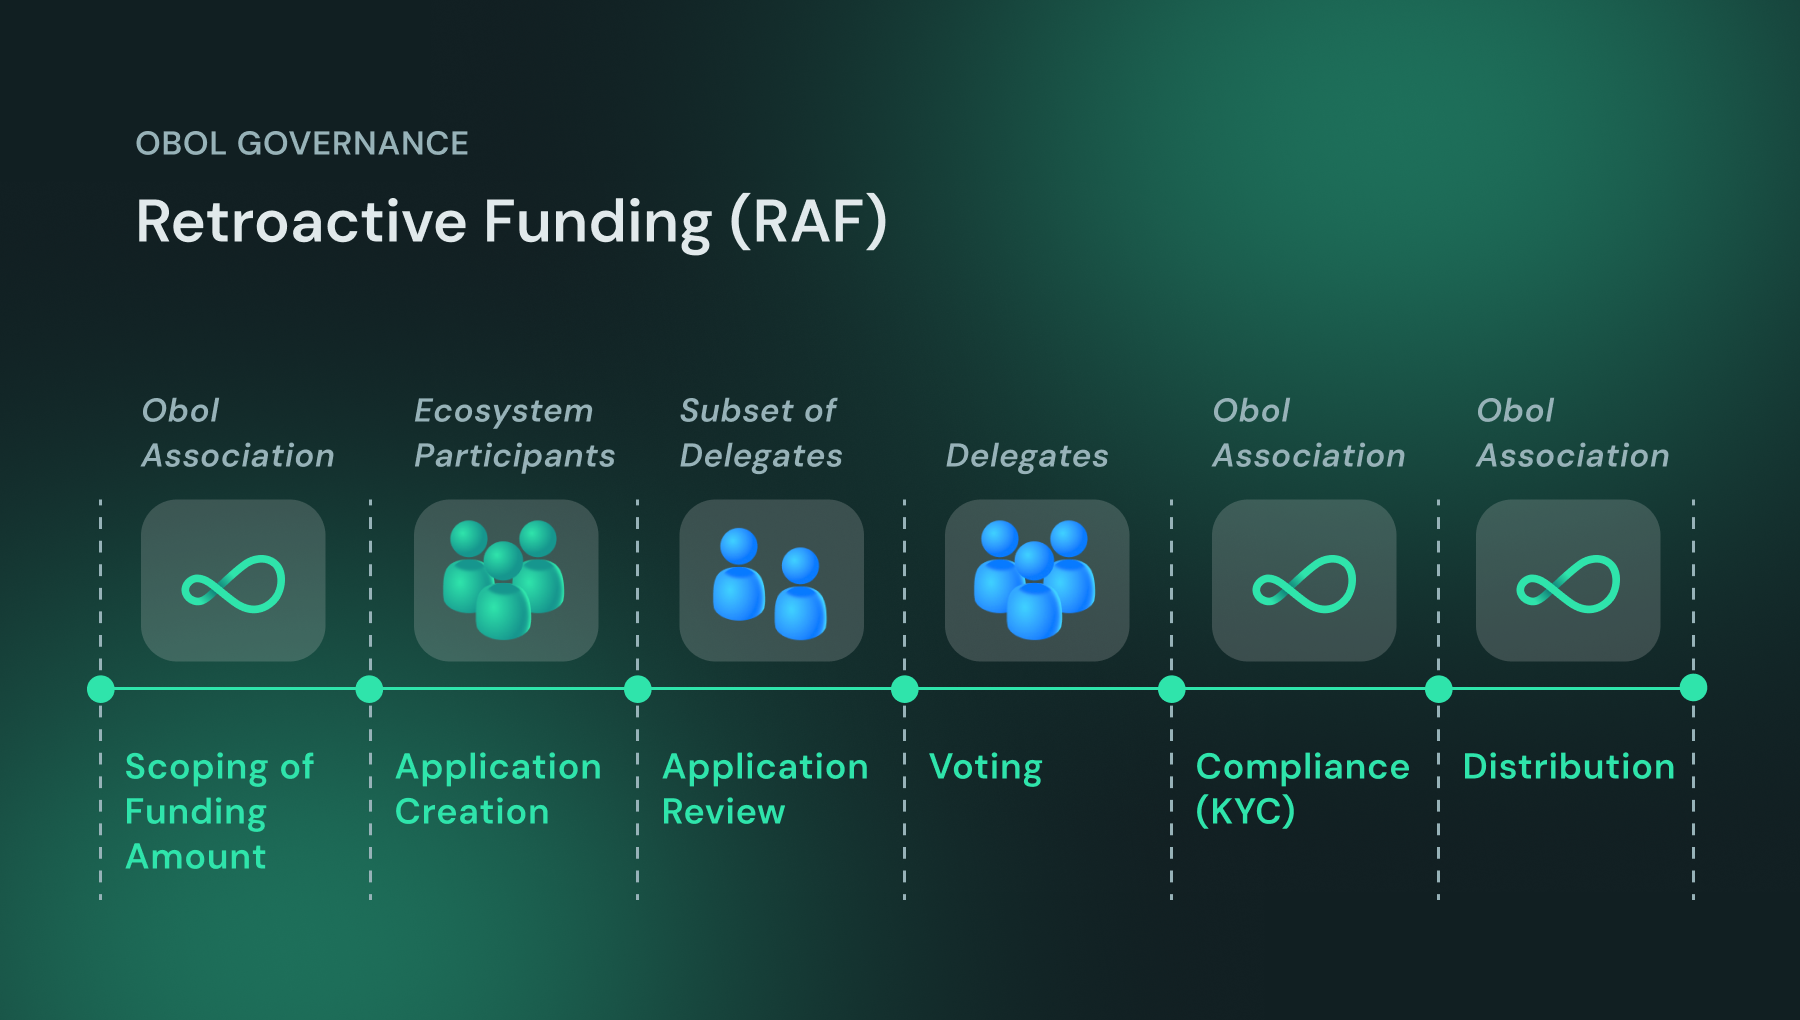 OBOL GOVERNANCE
Retroactive Funding (RAF)
Obol
Association
Ecosystem
Participants
Subset of
Delegates
Delegates
Obol
Association
Obol
Association
Scoping of
Funding
Amount
Application
Creation
Application
Review
Voting
Compliance
(KYC)
Distribution